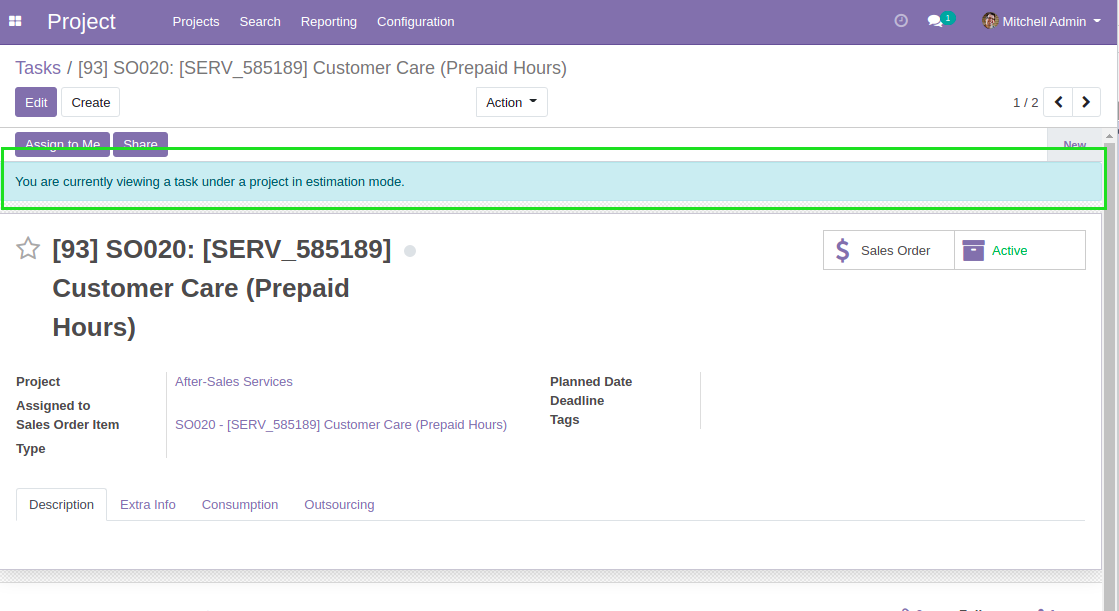 Project
Projects
Search
Reporting
Configuration
1
Mitchell Admin
Tasks / [93] SO020: [SERV_585189] Customer Care (Prepaid Hours)
Edit
Create
Action
1 / 2
Assign to Me
Share
New
You are currently viewing a task under a project in estimation mode.
[93] SO020: [SERV_585189]
Customer Care (Prepaid
Hours)
Sales Order
Active
Project
After-Sales Services
Assigned to
Sales Order Item
SO020 - [SERV_585189] Customer Care (Prepaid Hours)
Type
Planned Date
Deadline
Tags
Description
Extra Info
Consumption
Outsourcing